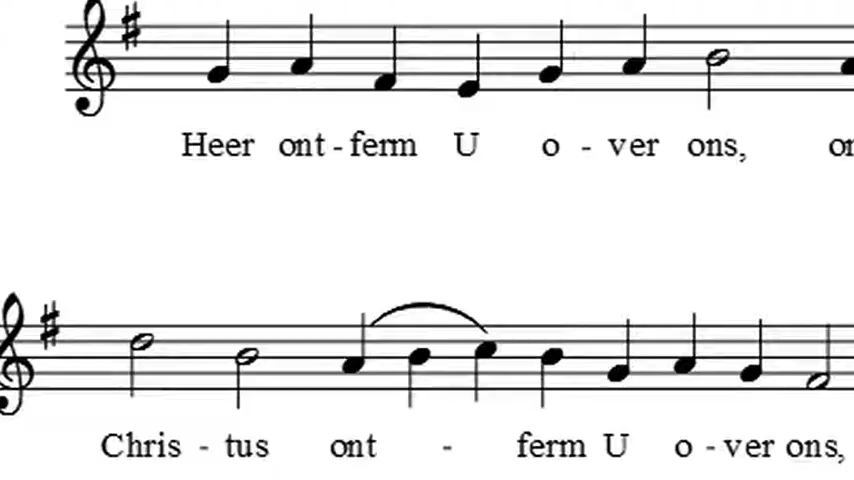 Heer ont - ferm U o - ver ons,
Chris - tus ont - ferm U o - ver ons,